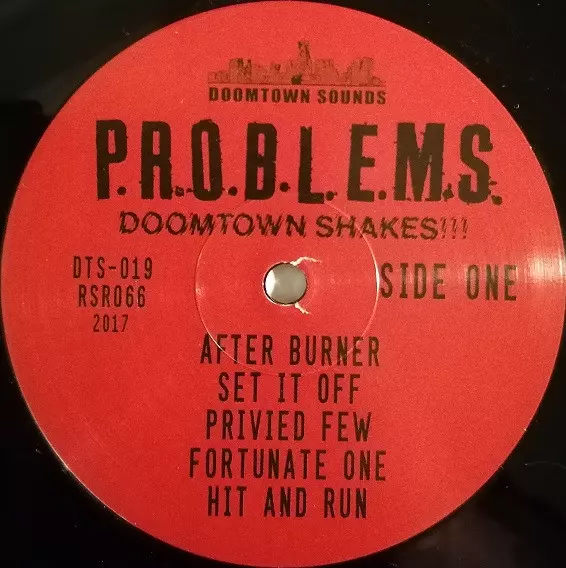 DOOMTOWN SOUNDS
P.R.O.B.L.E.M.S.
DOOMTOWN SHAKES!!!
DTS-019
RSR066
2017
SIDE ONE
AFTER BURNER
SET IT OFF
PRIVIED FEW
FORTUNATE ONE
HIT AND RUN